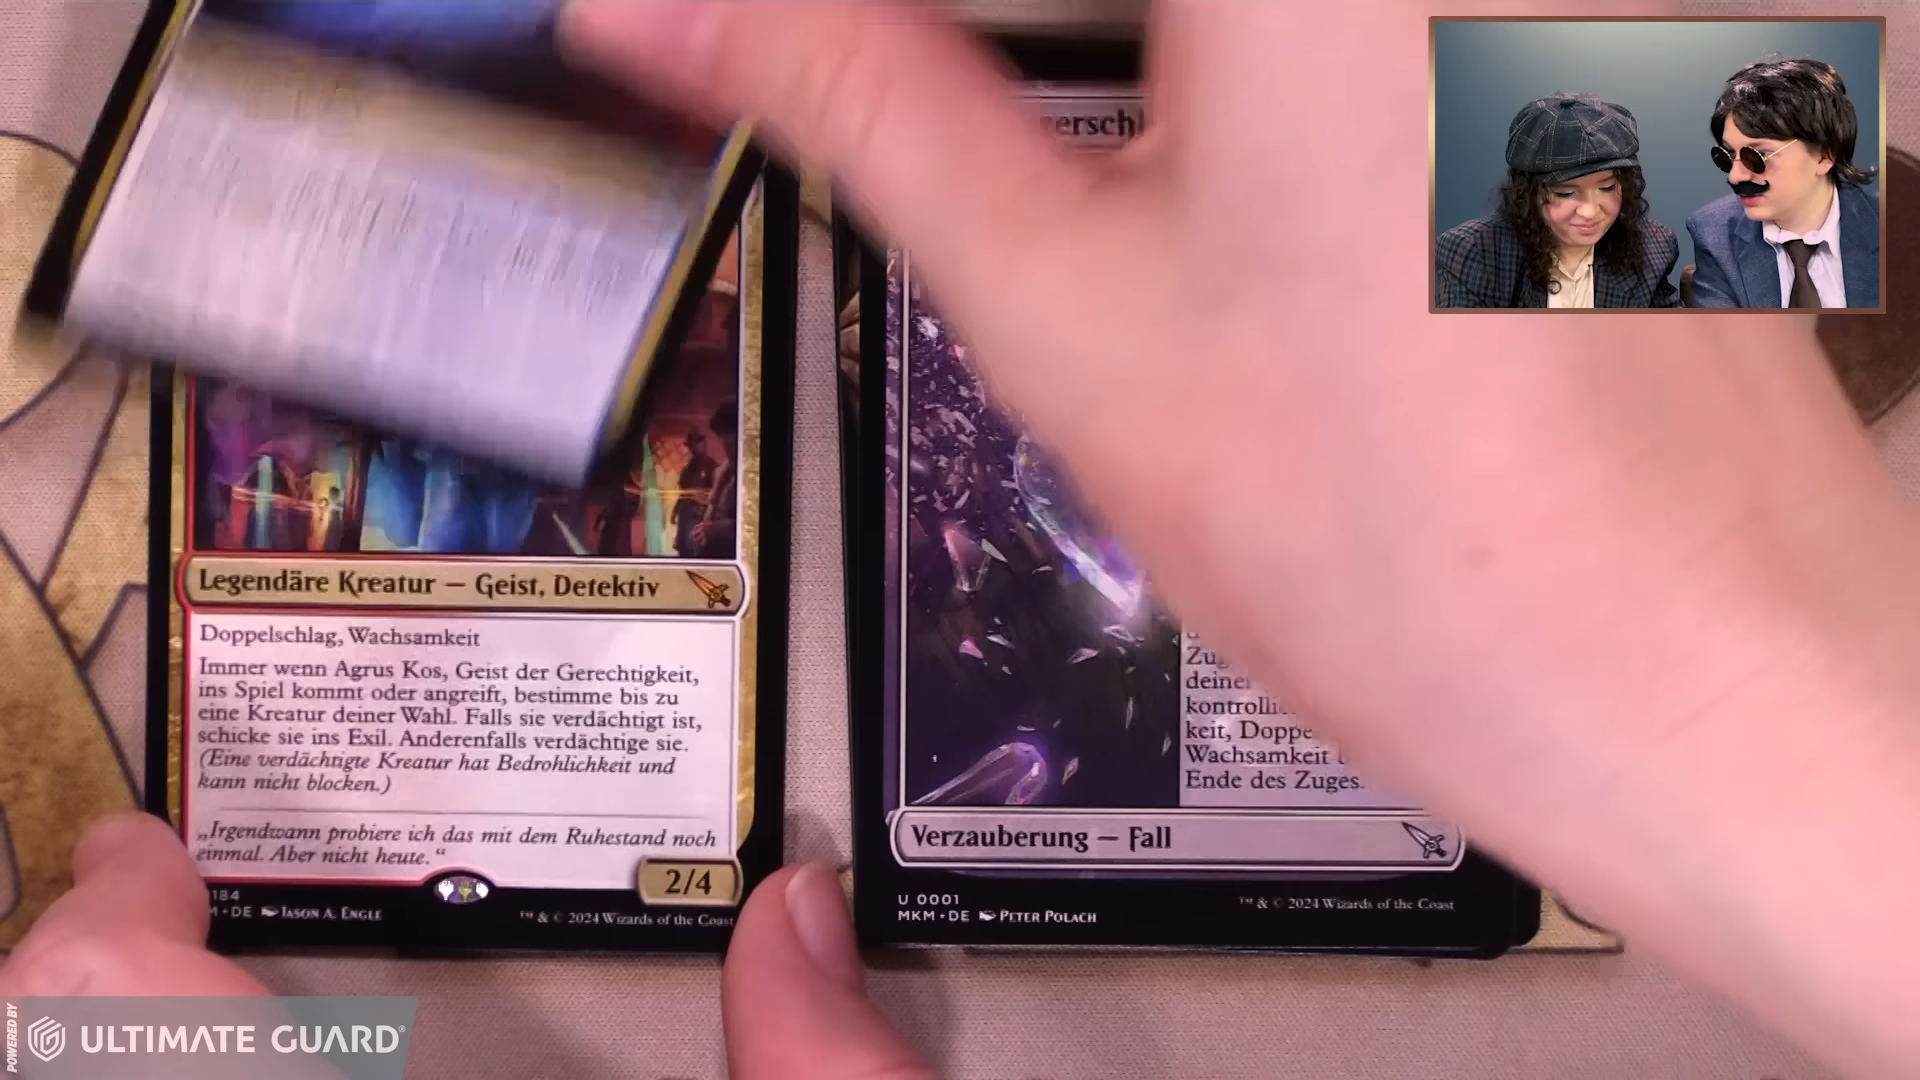 Legendäre Kreatur — Geist, Detektiv
Doppelschlag, Wachsamkeit
Immer wenn Agrus Kos, Geist der Gerechtigkeit,
ins Spiel kommt oder angreift, bestimme bis zu
eine Kreatur deiner Wahl. Falls sie verdächtigt ist,
schicke sie ins Exil. Anderenfalls verdächtige sie.
(Eine verdächtigte Kreatur hat Bedrohlichkeit und
kann nicht blocken.)
„Irgendwann probiere ich das mit dem Ruhestand noch
einmal. Aber nicht heute.“
2/4
184
DE JASON A. ENGLE
™ & © 2024 Wizards of the Coast
deiner
keit,
Wachsamkeit
Ende des Zuges.
Verzauberung — Fall
U 0001
MKM • DE PETER POLACH
™ & © 2024 Wizards of the Coast
POWERED BY
ULTIMATE GUARD®